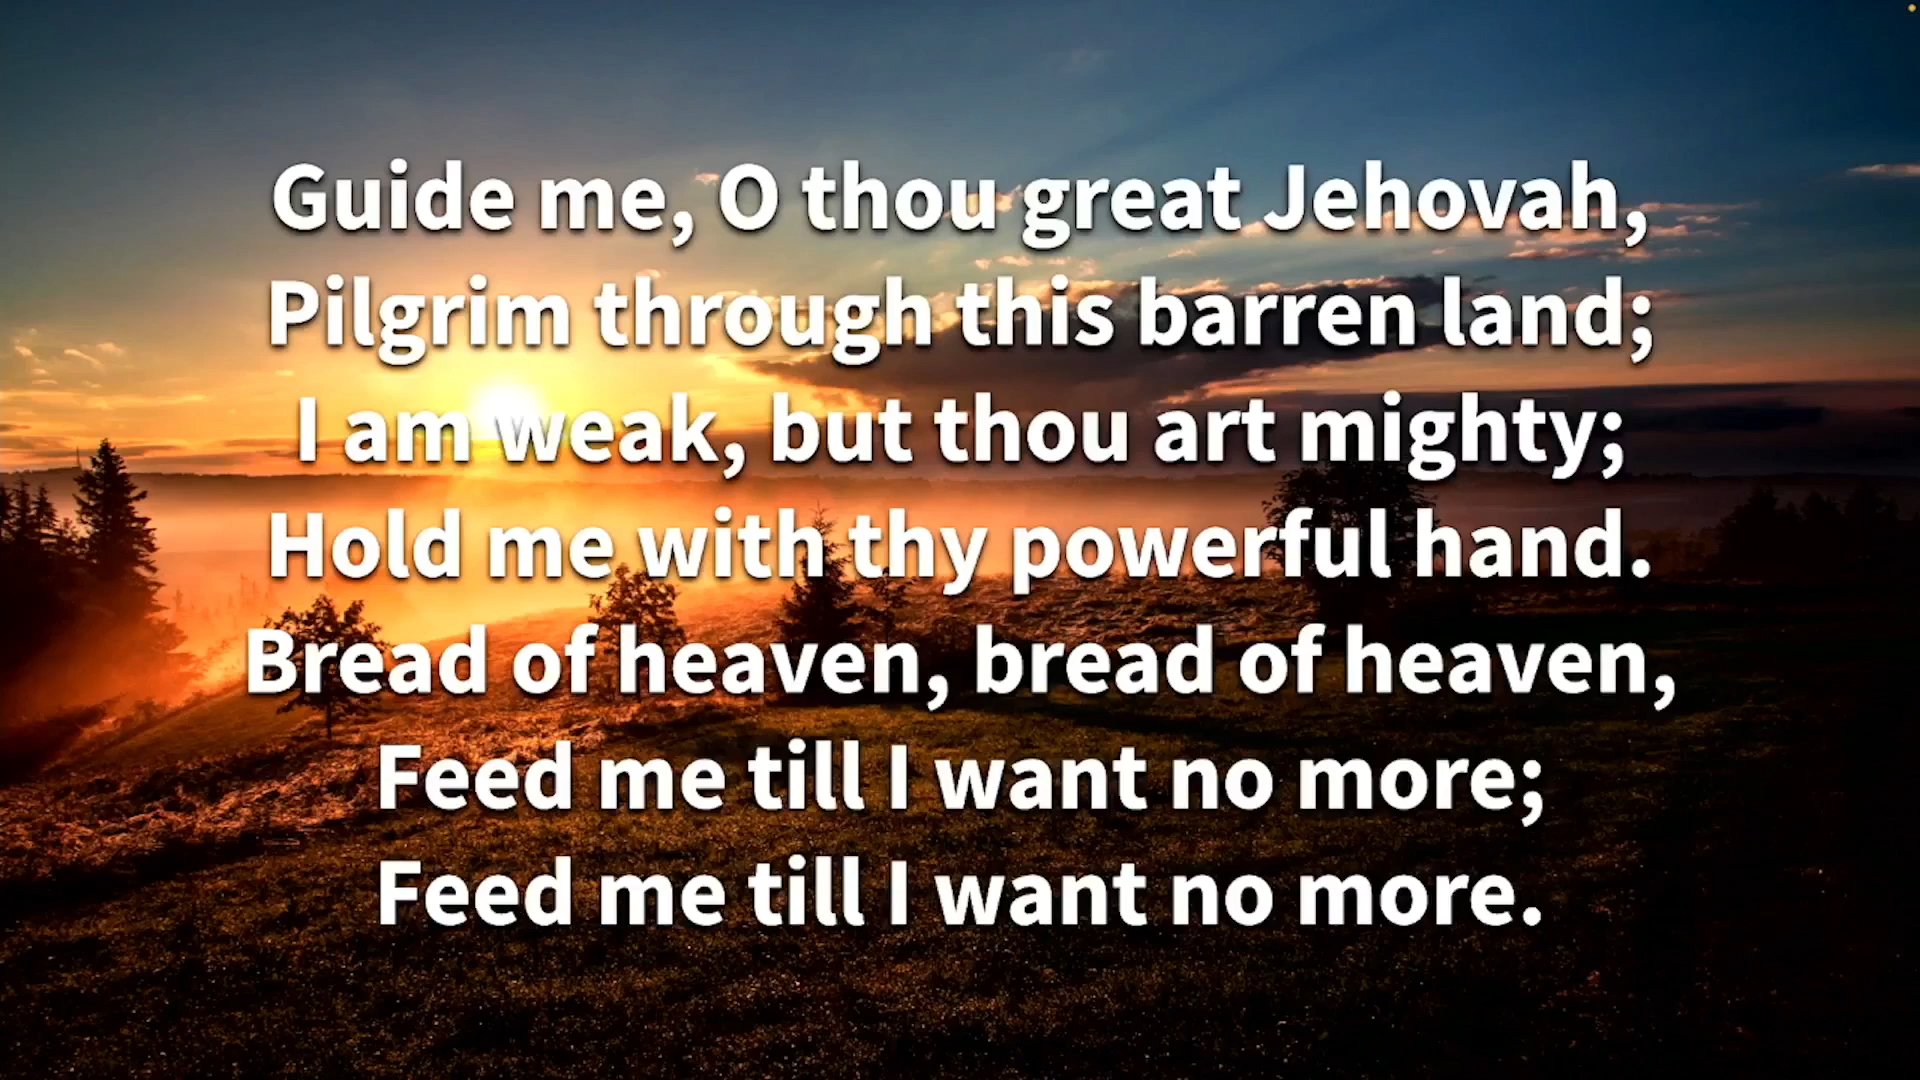 Guide me, O thou great Jehovah,
Pilgrim through this barren land;
I am weak, but thou art mighty;
Hold me with thy powerful hand.
Bread of heaven, bread of heaven,
Feed me till I want no more;
Feed me till I want no more.